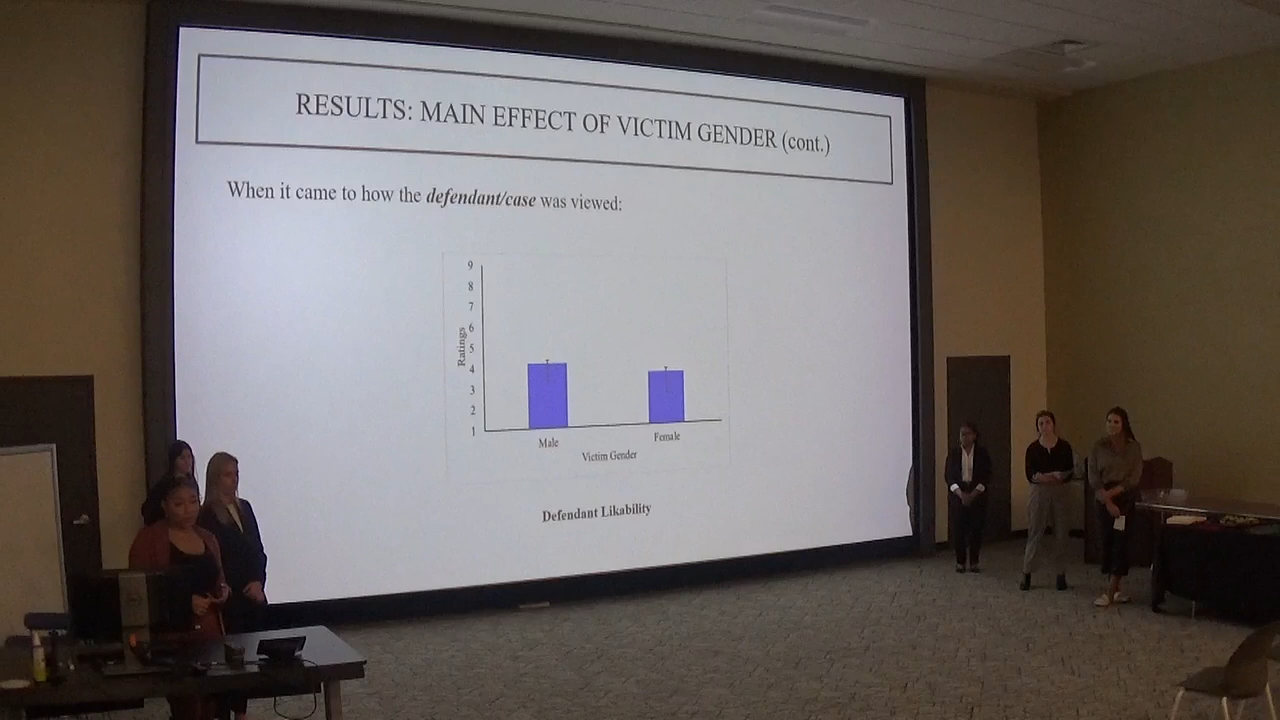 RESULTS: MAIN EFFECT OF VICTIM GENDER (cont.)
When it came to how the defendant/case was viewed:
9
8
7
6
5
4
3
2
1
Ratings
Male
Female
Victim Gender
Defendant Likability